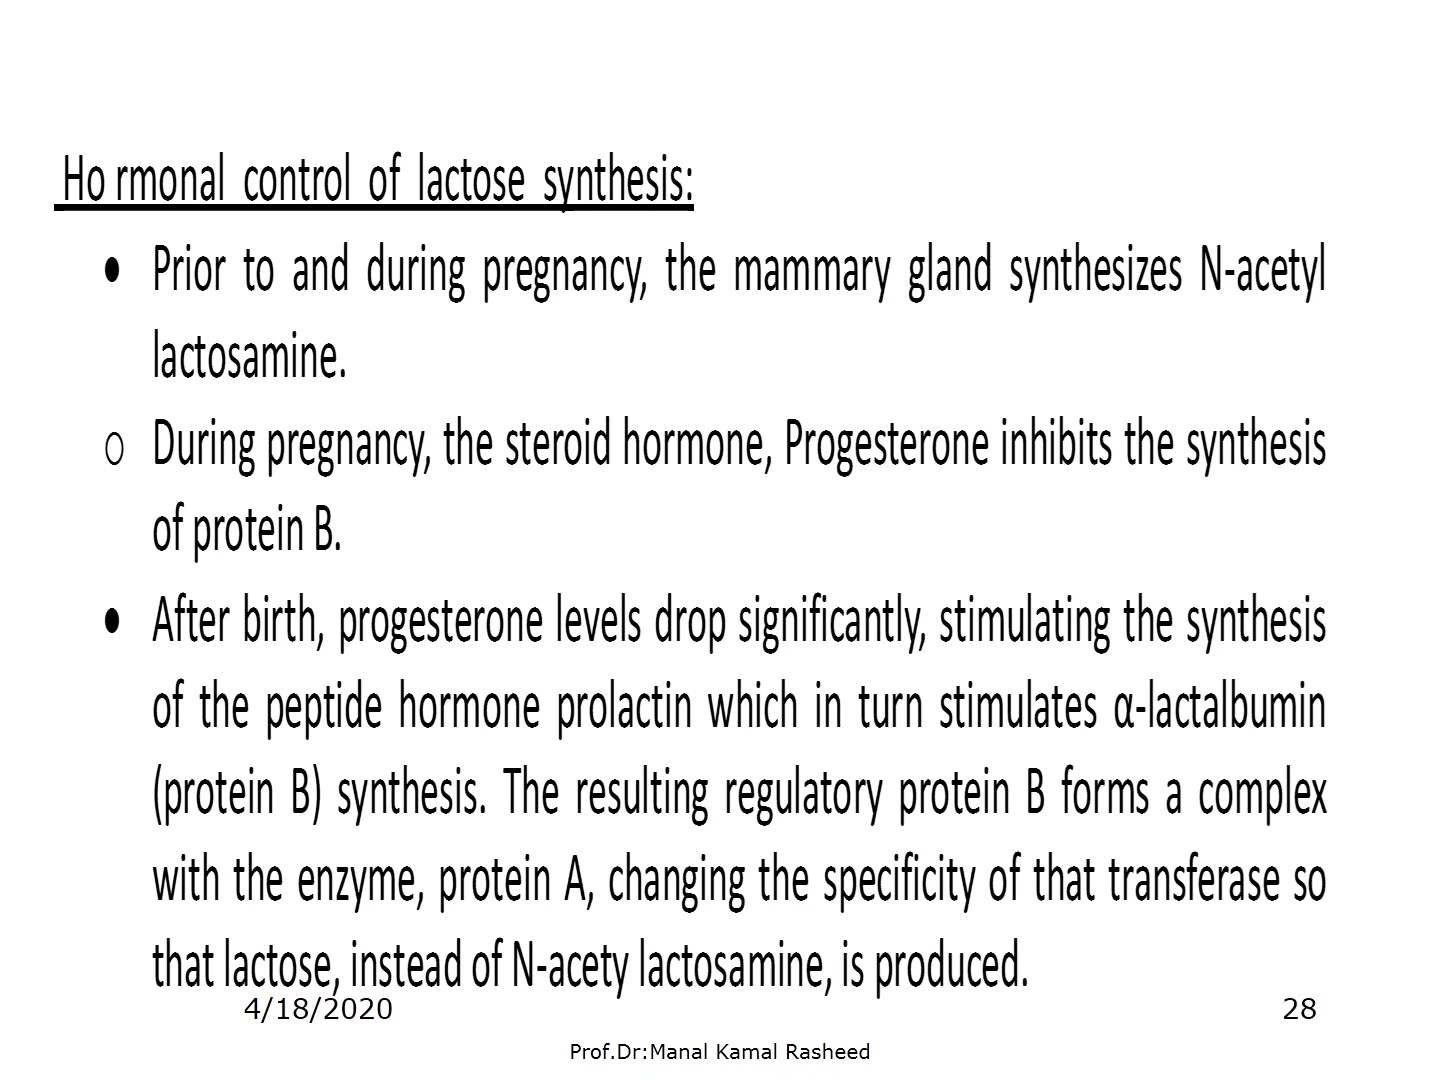 Ho rmonal control of lactose synthesis:
• Prior to and during pregnancy, the mammary gland synthesizes N-acetyl
lactosamine.
o During pregnancy, the steroid hormone, Progesterone inhibits the synthesis
of protein B.
• After birth, progesterone levels drop significantly, stimulating the synthesis
of the peptide hormone prolactin which in turn stimulates α-lactalbumin
(protein B) synthesis. The resulting regulatory protein B forms a complex
with the enzyme, protein A, changing the specificity of that transferase so
that lactose, instead of N-acety lactosamine, is produced.
4/18/2020 28
Prof.Dr:Manal Kamal Rasheed